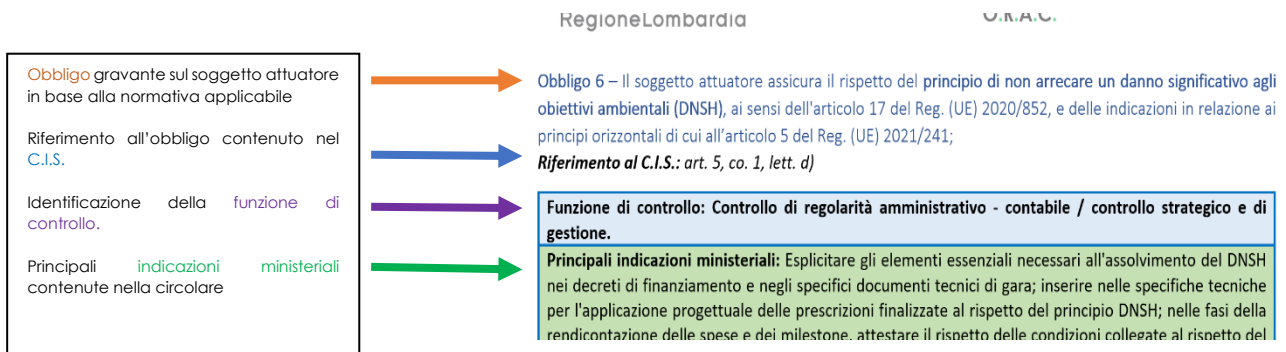 RegioneLombardia
O.R.A.C.
Obbligo gravante sul soggetto attuatore
in base alla normativa applicabile
Riferimento all'obbligo contenuto nel
C.I.S.
Identificazione della funzione di
controllo.
Principali indicazioni ministeriali
contenute nella circolare
Obbligo 6 – Il soggetto attuatore assicura il rispetto del principio di non arrecare un danno significativo agli
obiettivi ambientali (DNSH), ai sensi dell'articolo 17 del Reg. (UE) 2020/852, e delle indicazioni in relazione ai
principi orizzontali di cui all'articolo 5 del Reg. (UE) 2021/241;
Riferimento al C.I.S.: art. 5, co. 1, lett. d)
Funzione di controllo: Controllo di regolarità amministrativo - contabile / controllo strategico e di
gestione.
Principali indicazioni ministeriali: Esplicitare gli elementi essenziali necessari all'assolvimento del DNSH
nei decreti di finanziamento e negli specifici documenti tecnici di gara; inserire nelle specifiche tecniche
per l'applicazione progettuale delle prescrizioni finalizzate al rispetto del principio DNSH; nelle fasi della
rendicontazione delle spese e dei milestone, attestare il rispetto delle condizioni collegate al rispetto del